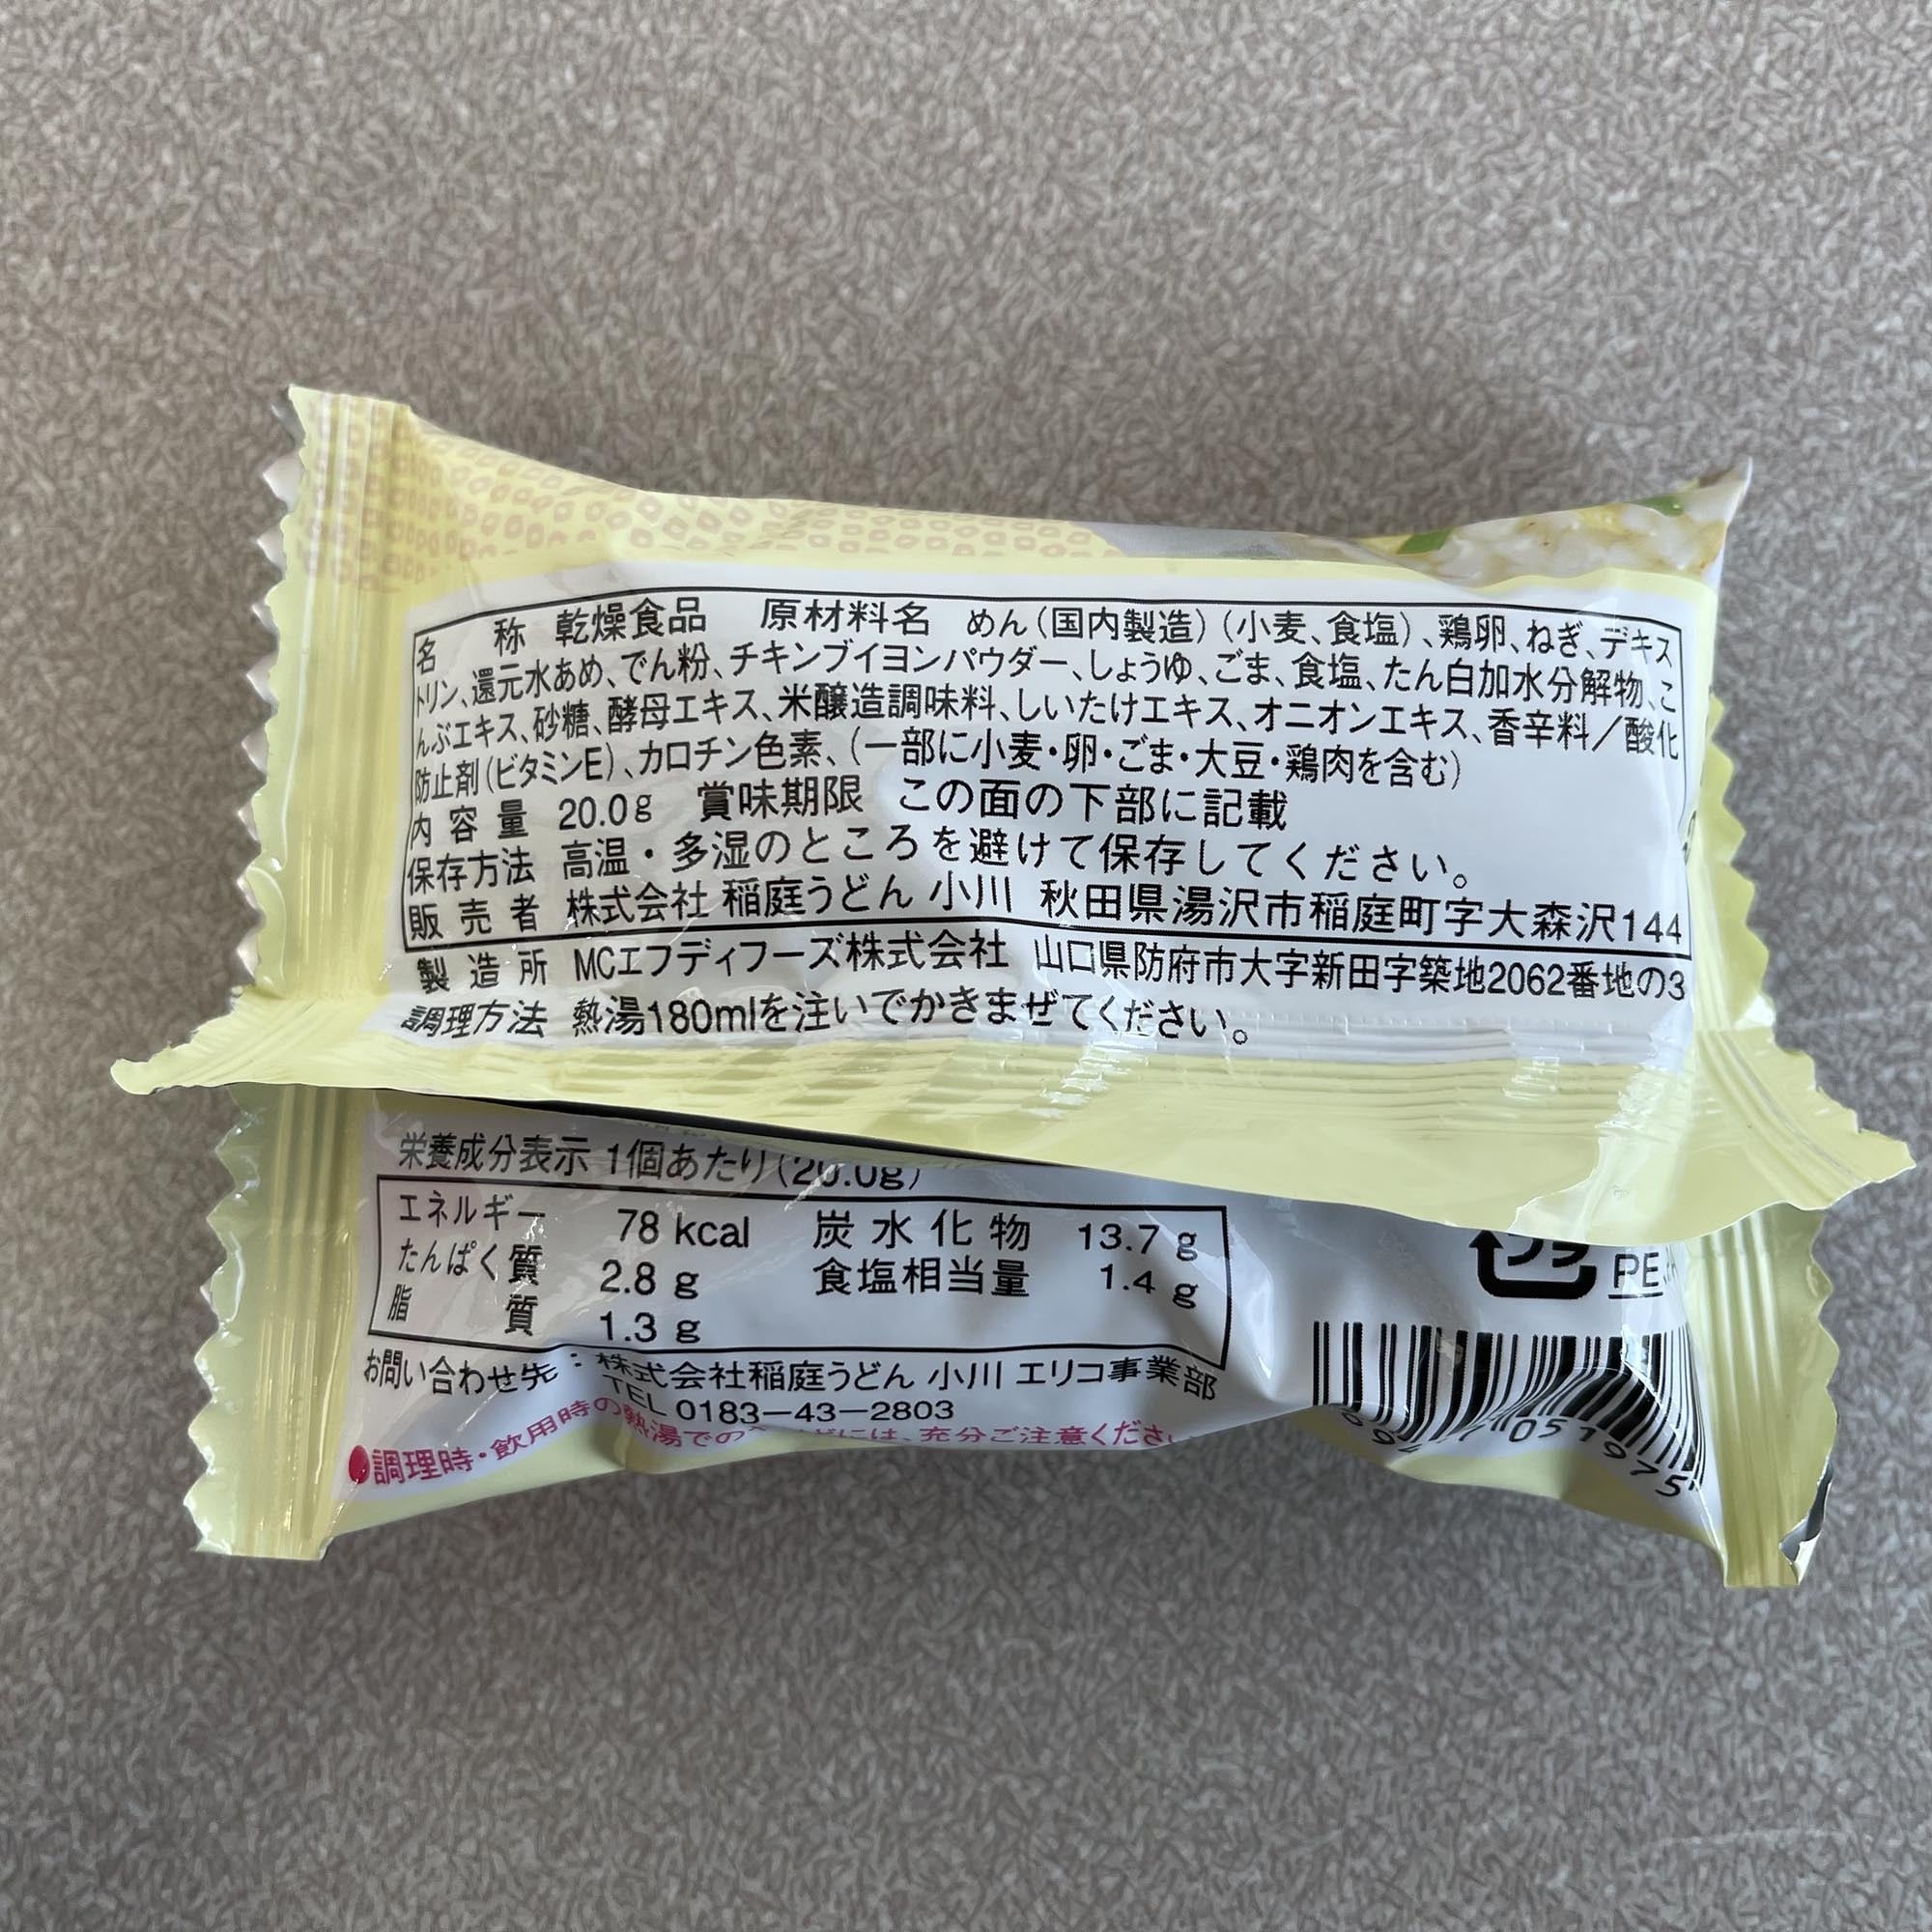 名 称 乾燥食品 原材料名 めん(国内製造)(小麦、食塩)、鶏卵、ねぎ、デキス
トリン、還元水あめ、でん粉、チキンブイヨンパウダー、しょうゆ、ごま、食塩、たん白加水分解物、こ
んぶエキス、砂糖、酵母エキス、米醸造調味料、しいたけエキス、オニオンエキス、香辛料/酸化
防止剤(ビタミンE)、カロチン色素、(一部に小麦・卵・ごま・大豆・鶏肉を含む)
内容量 20.0g 賞味期限 この面の下部に記載
保存方法 高温・多湿のところを避けて保存してください。
販売者 株式会社 稲庭うどん 小川 秋田県湯沢市稲庭町字大森沢144
製造所 MCエフディフーズ株式会社 山口県防府市大字新田字築地2062番地の3
調理方法 熱湯180mlを注いでかきまぜてください。
栄養成分表示 1個あたり(20.0g)
エネルギー 78 kcal 炭水化物 13.7 g
たんぱく質 2.8 g 食塩相当量 1.4 g
脂質 1.3 g
プラ PE
お問い合わせ先:株式会社稲庭うどん 小川 エリコ事業部
TEL 0183-43-2803
●調理時・飲用時の熱湯での には、充分ご注意くださ
051975